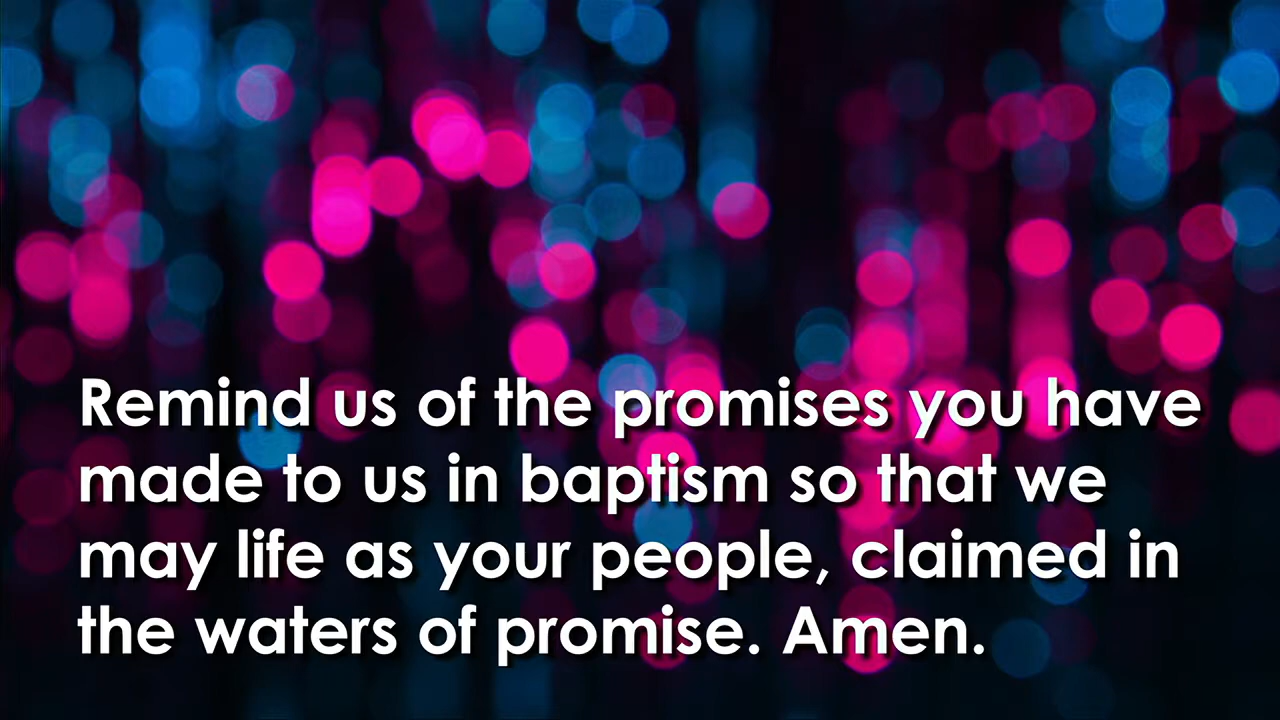 Remind us of the promises you have
made to us in baptism so that we
may life as your people, claimed in
the waters of promise. Amen.